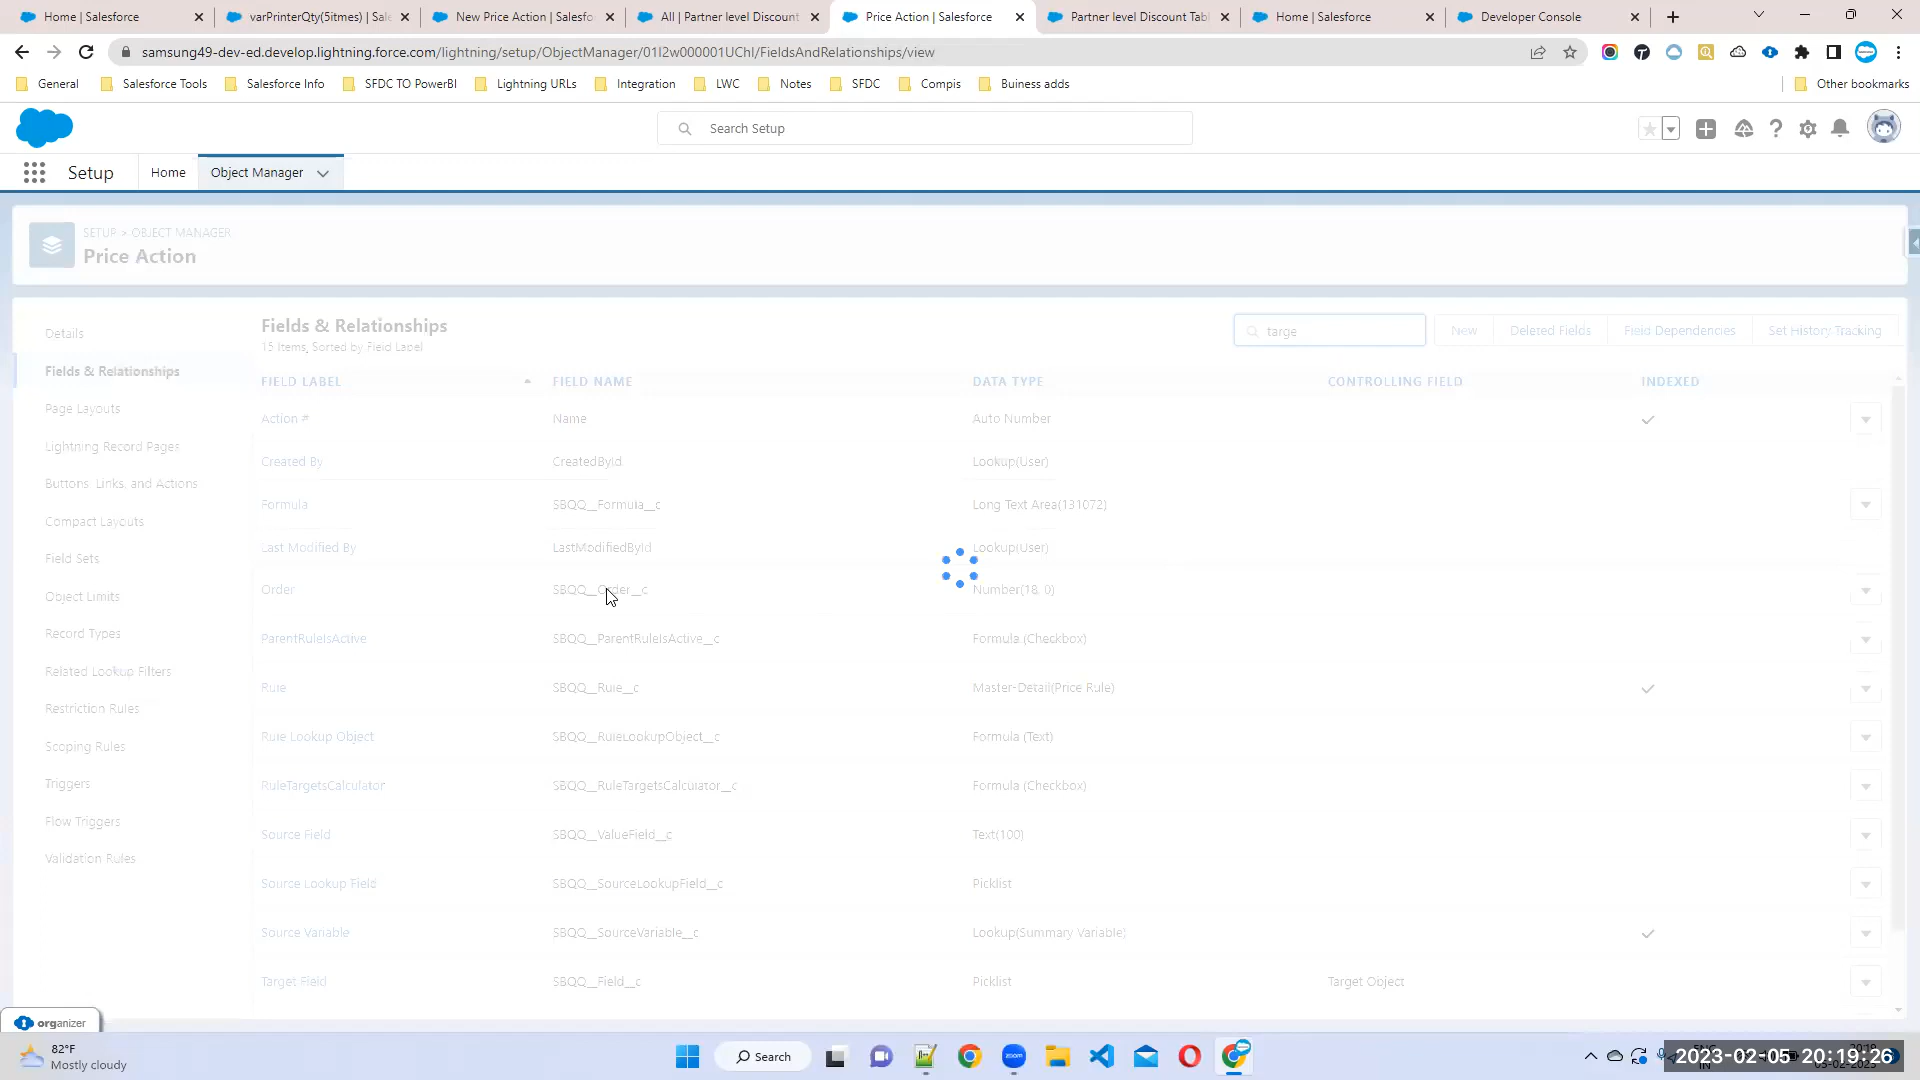 Home | Salesforce
varPrinterQty(5itmes) | Sale
New Price Action | Salesfo
All | Partner level Discount
Price Action | Salesforce
Partner level Discount Tabl
Home | Salesforce
Developer Console
samsung49-dev-ed.develop.lightning.force.com/lightning/setup/ObjectManager/01I2w000001UChl/FieldsAndRelationships/view
General
Salesforce Tools
Salesforce Info
SFDC TO PowerBI
Lightning URLs
Integration
LWC
Notes
SFDC
Compis
Buiness adds
Other bookmarks
Search Setup
Setup
Home
Object Manager
SETUP > OBJECT MANAGER
Price Action
Details
Fields & Relationships
Page Layouts
Lightning Record Pages
Buttons, Links, and Actions
Compact Layouts
Field Sets
Object Limits
Record Types
Related Lookup Filters
Restriction Rules
Scoping Rules
Triggers
Flow Triggers
Validation Rules
Fields & Relationships
15 Items, Sorted by Field Label
targe
New
Deleted Fields
Field Dependencies
Set History Tracking
FIELD LABEL FIELD NAME DATA TYPE CONTROLLING FIELD INDEXED
Action # Name Auto Number
Created By CreatedById Lookup(User)
Formula SBQQ__Formula__c Long Text Area(131072)
Last Modified By LastModifiedById Lookup(User)
Order SBQQ__Order__c Number(18, 0)
ParentRuleIsActive SBQQ__ParentRuleIsActive__c Formula (Checkbox)
Rule SBQQ__Rule__c Master-Detail(Price Rule)
Rule Lookup Object SBQQ__RuleLookupObject__c Formula (Text)
RuleTargetsCalculator SBQQ__RuleTargetsCalculator__c Formula (Checkbox)
Source Field SBQQ__ValueField__c Text(100)
Source Lookup Field SBQQ__SourceLookupField__c Picklist
Source Variable SBQQ__SourceVariable__c Lookup(Summary Variable)
Target Field SBQQ__Field__c Picklist Target Object
organizer
82°F
Mostly cloudy
Search
zoom
2023-02-05 20:19:26